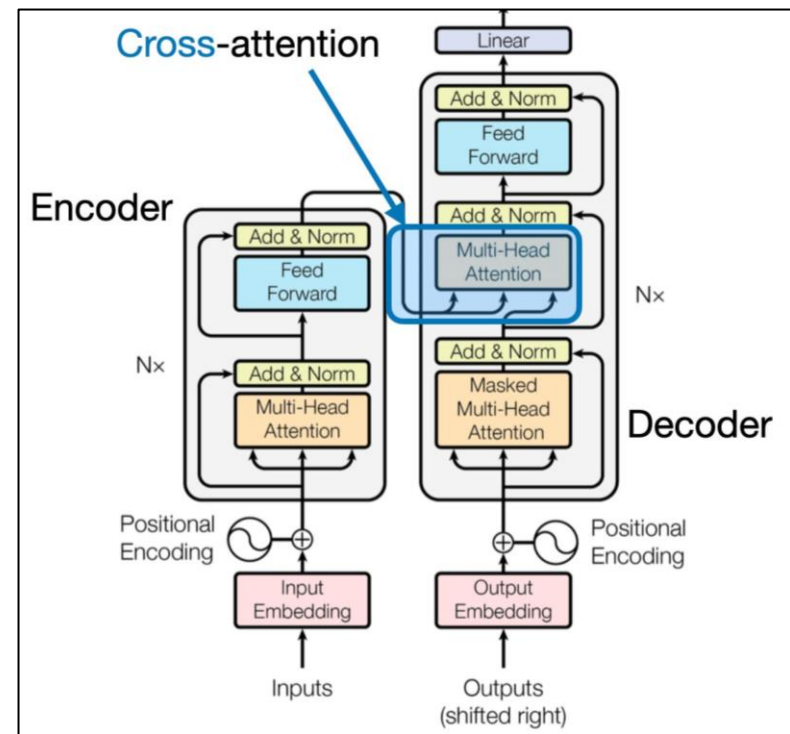 Cross-attention
Linear
Add & Norm
Feed
Forward
Add & Norm
Multi-Head
Attention
Nx
Add & Norm
Masked
Multi-Head
Attention
Decoder
Positional
Encoding
Output
Embedding
Outputs
(shifted right)
Encoder
Add & Norm
Feed
Forward
Nx
Add & Norm
Multi-Head
Attention
Positional
Encoding
Input
Embedding
Inputs